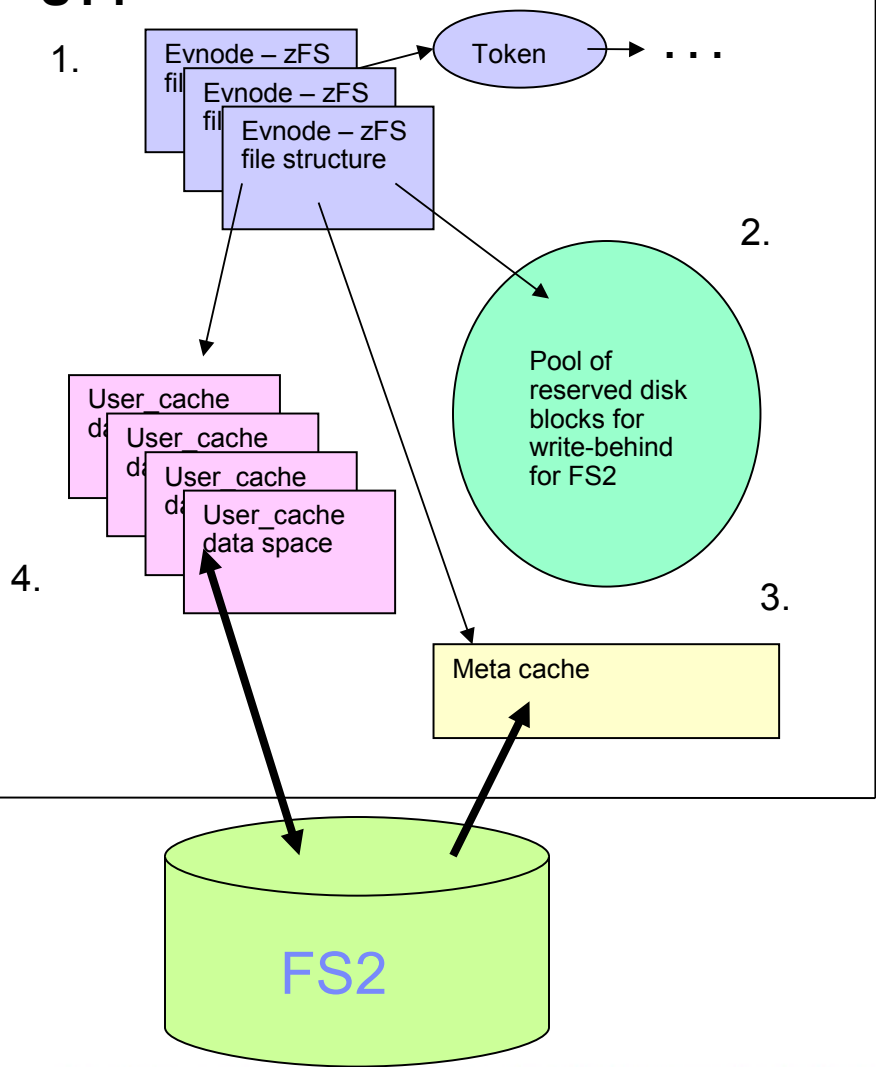 1.
Evnode – zFS
fil
Evnode – zFS
fil
Evnode – zFS
file structure
Token
. . .
2.
Pool of
reserved disk
blocks for
write-behind
for FS2
User_cache
da
User_cache
da
User_cache
da
User_cache
data space
4.
3.
Meta cache
FS2